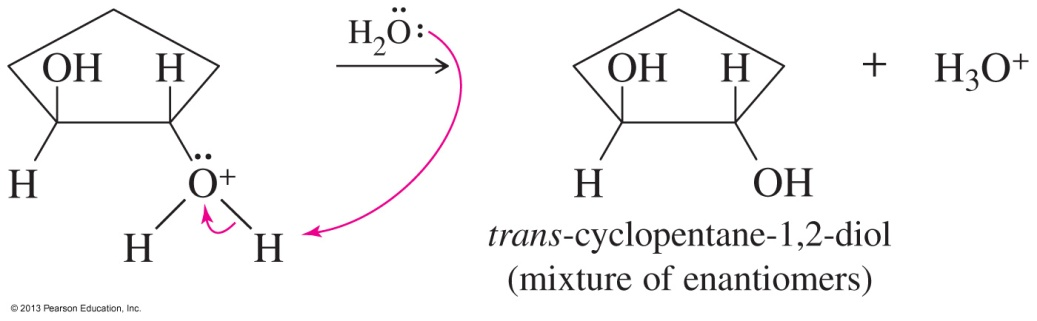 H₂Ö:
OH H
H
O+
H H
OH H
H OH
+ H₃O⁺
trans-cyclopentane-1,2-diol
(mixture of enantiomers)
© 2013 Pearson Education, Inc.